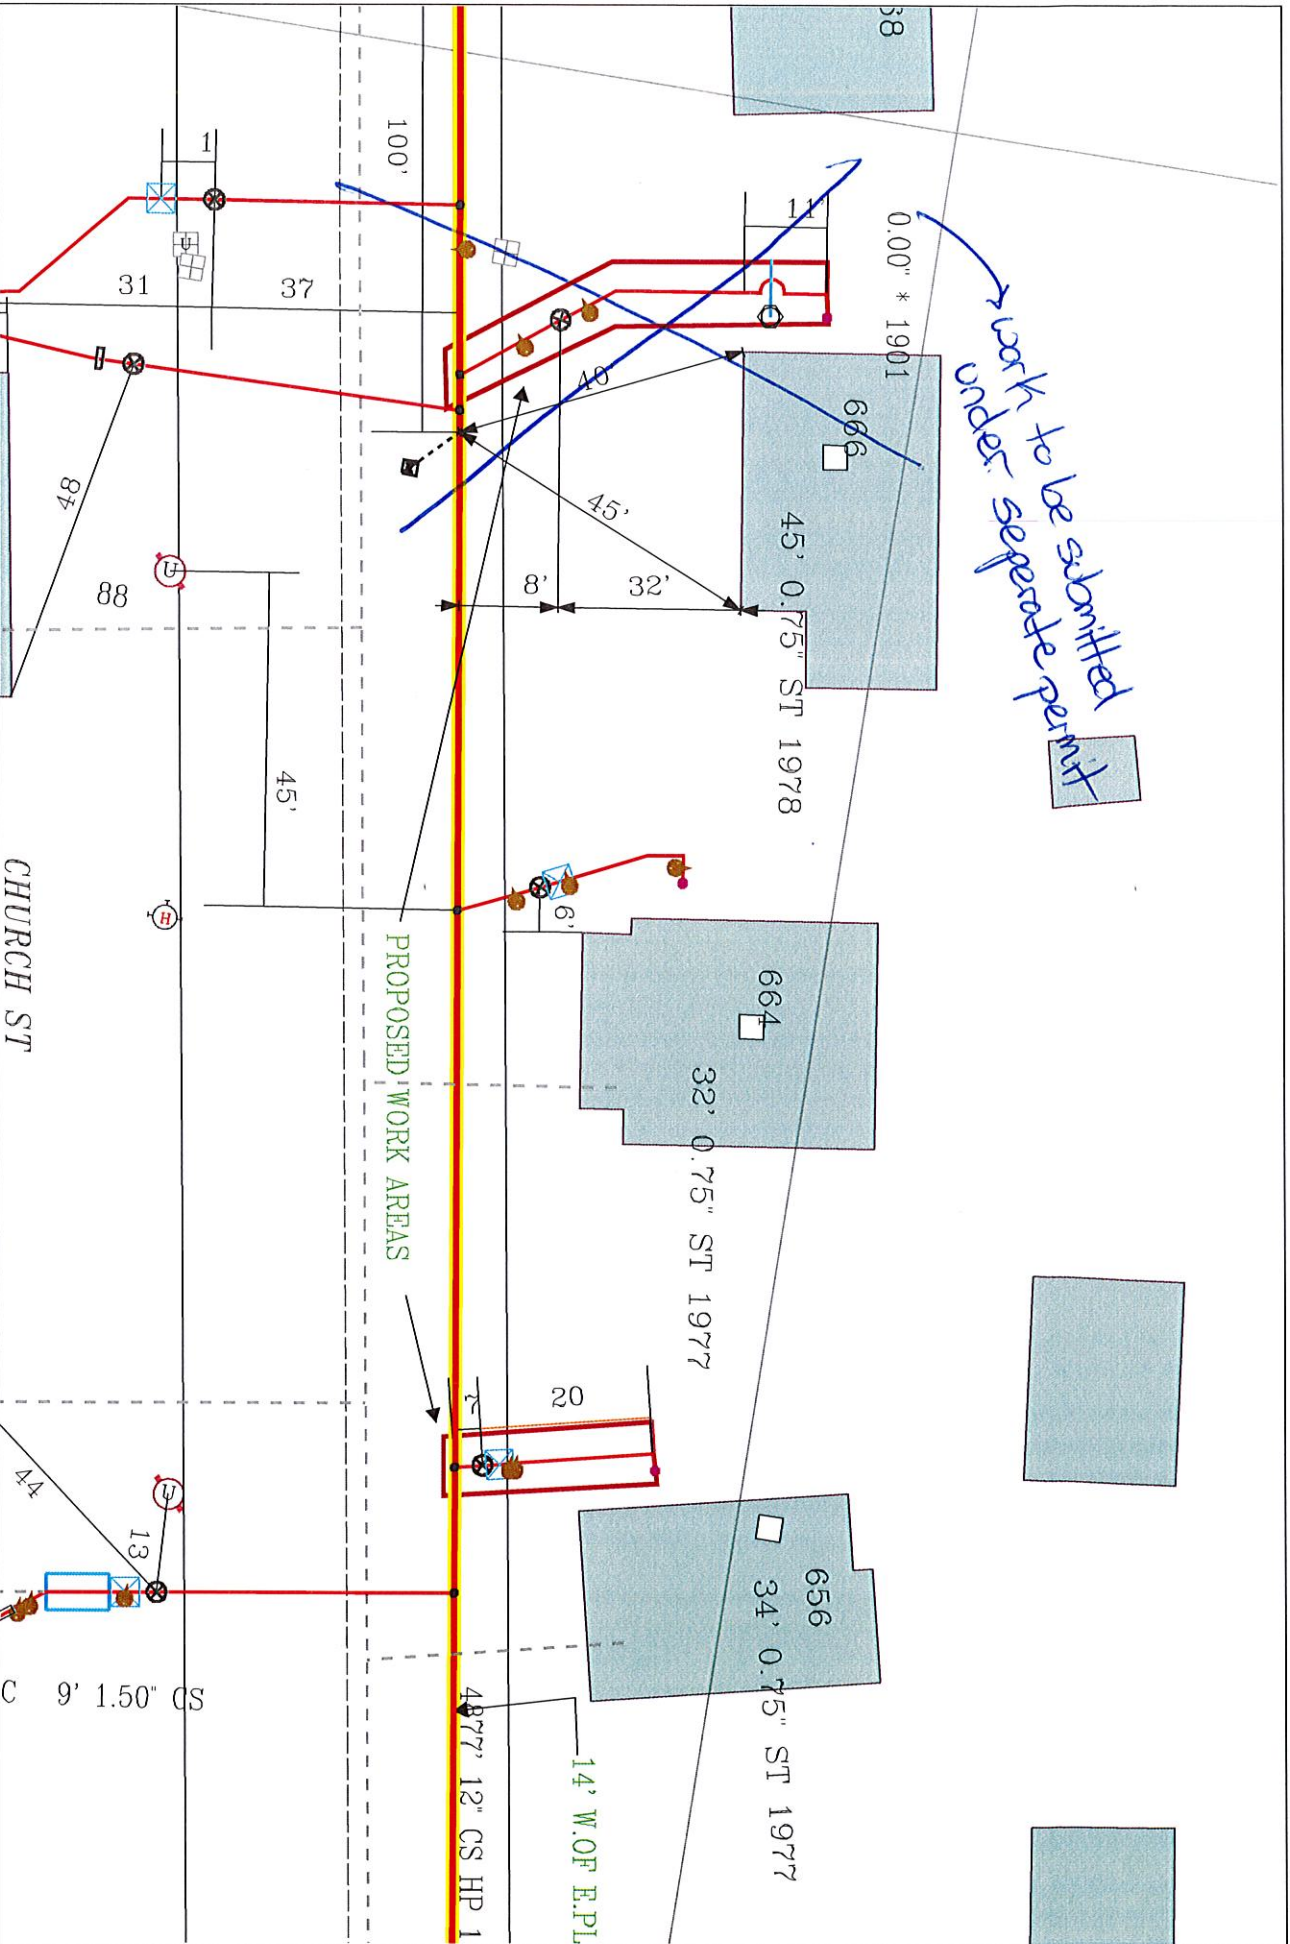 68
0.00" * 1901
work to be submitted
under seperate permit
11'
100'
1
31
37
40
666
45' 0.75" ST 1978
45'
8'
32'
48
88
U
U
45'
H
CHURCH ST
6'
664
32' 0.75" ST 1977
PROPOSED WORK AREAS
7
20
44
U
13
656
34' 0.75" ST 1977
C 9' 1.50" CS
4877' 12" CS HP 1
14' W.OF E.PL